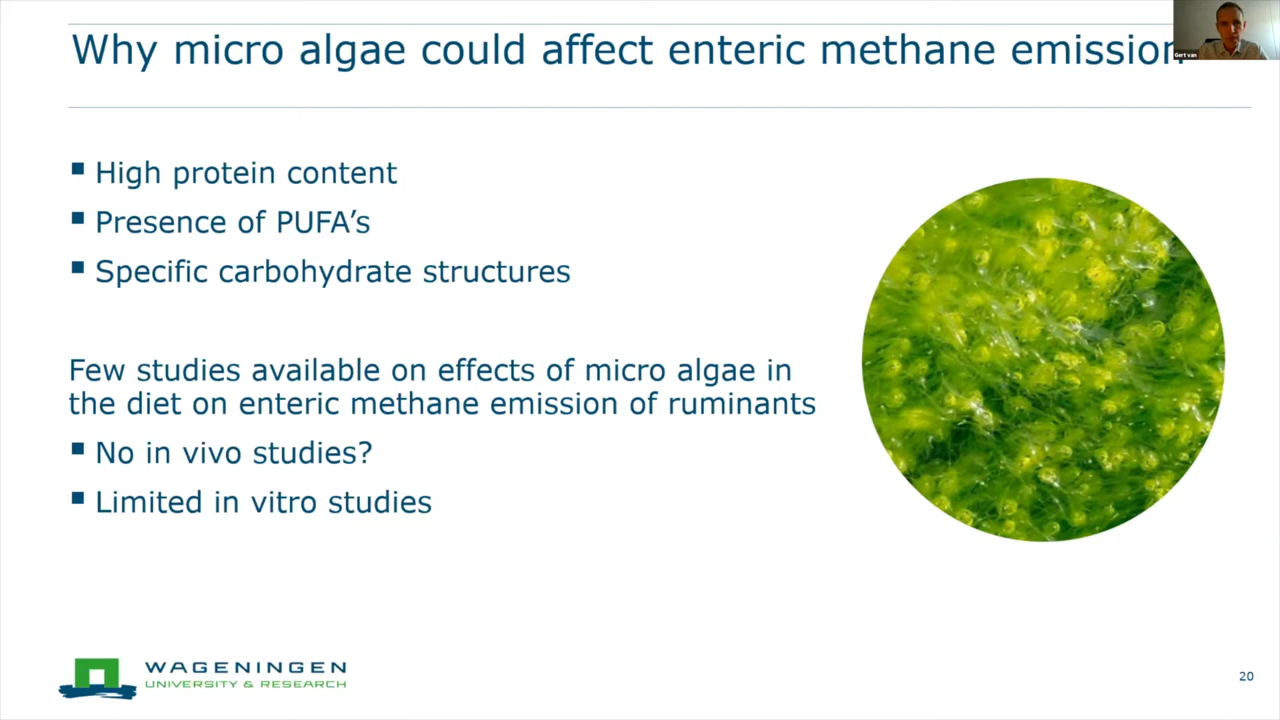 Why micro algae could affect enteric methane emission
Gert van
High protein content
Presence of PUFA’s
Specific carbohydrate structures
Few studies available on effects of micro algae in
the diet on enteric methane emission of ruminants
No in vivo studies?
Limited in vitro studies
WAGENINGEN
UNIVERSITY & RESEARCH
20